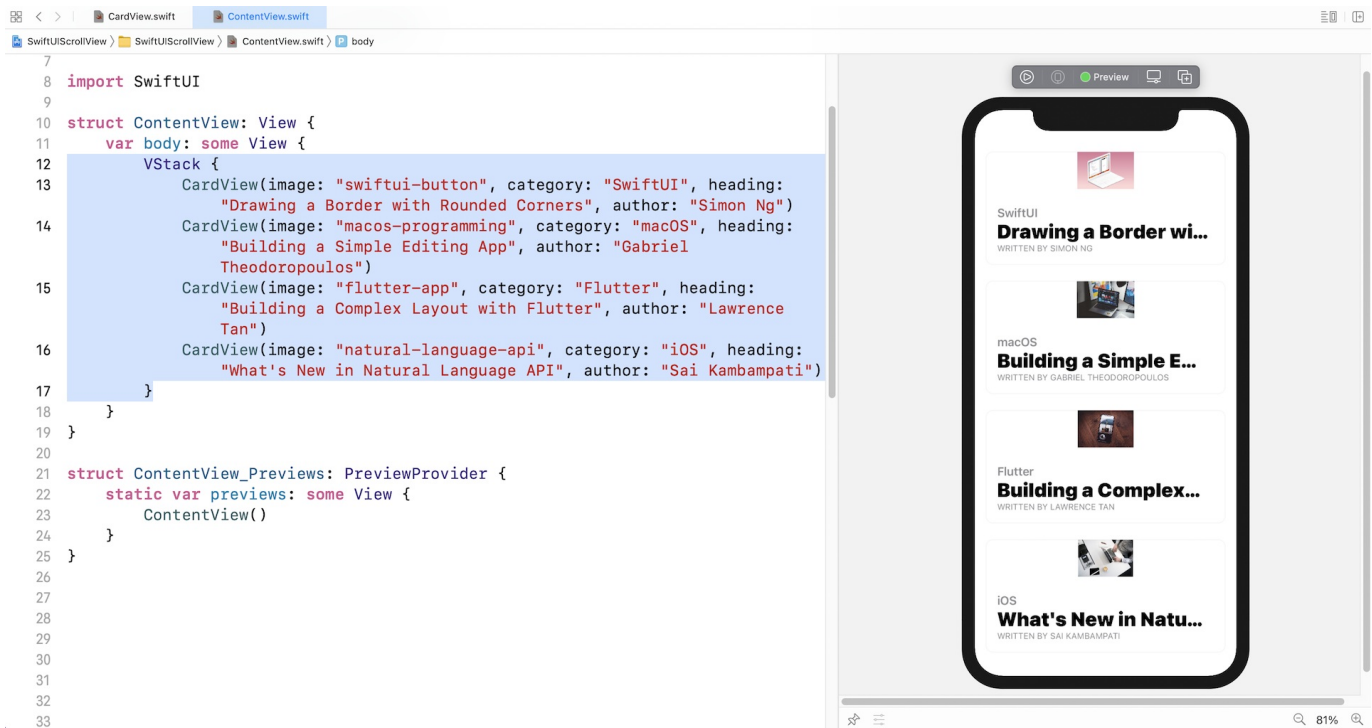 CardView.swift
ContentView.swift
SwiftUIScrollView
SwiftUIScrollView
ContentView.swift
P body
7
8 import SwiftUI
9
10 struct ContentView: View {
11 var body: some View {
12 VStack {
13 CardView(image: "swiftui-button", category: "SwiftUI", heading:
"Drawing a Border with Rounded Corners", author: "Simon Ng")
14 CardView(image: "macos-programming", category: "macOS", heading:
"Building a Simple Editing App", author: "Gabriel
Theodoropoulos")
15 CardView(image: "flutter-app", category: "Flutter", heading:
"Building a Complex Layout with Flutter", author: "Lawrence
Tan")
16 CardView(image: "natural-language-api", category: "iOS", heading:
"What's New in Natural Language API", author: "Sai Kambampati")
17 }
18 }
19 }
20
21 struct ContentView_Previews: PreviewProvider {
22 static var previews: some View {
23 ContentView()
24 }
25 }
26
27
28
29
30
31
32
33
Preview
SwiftUI
Drawing a Border wi...
WRITTEN BY SIMON NG
macOS
Building a Simple E...
WRITTEN BY GABRIEL THEODOROPOULOS
Flutter
Building a Complex...
WRITTEN BY LAWRENCE TAN
iOS
What's New in Natu...
WRITTEN BY SAI KAMBAMPATI
81%